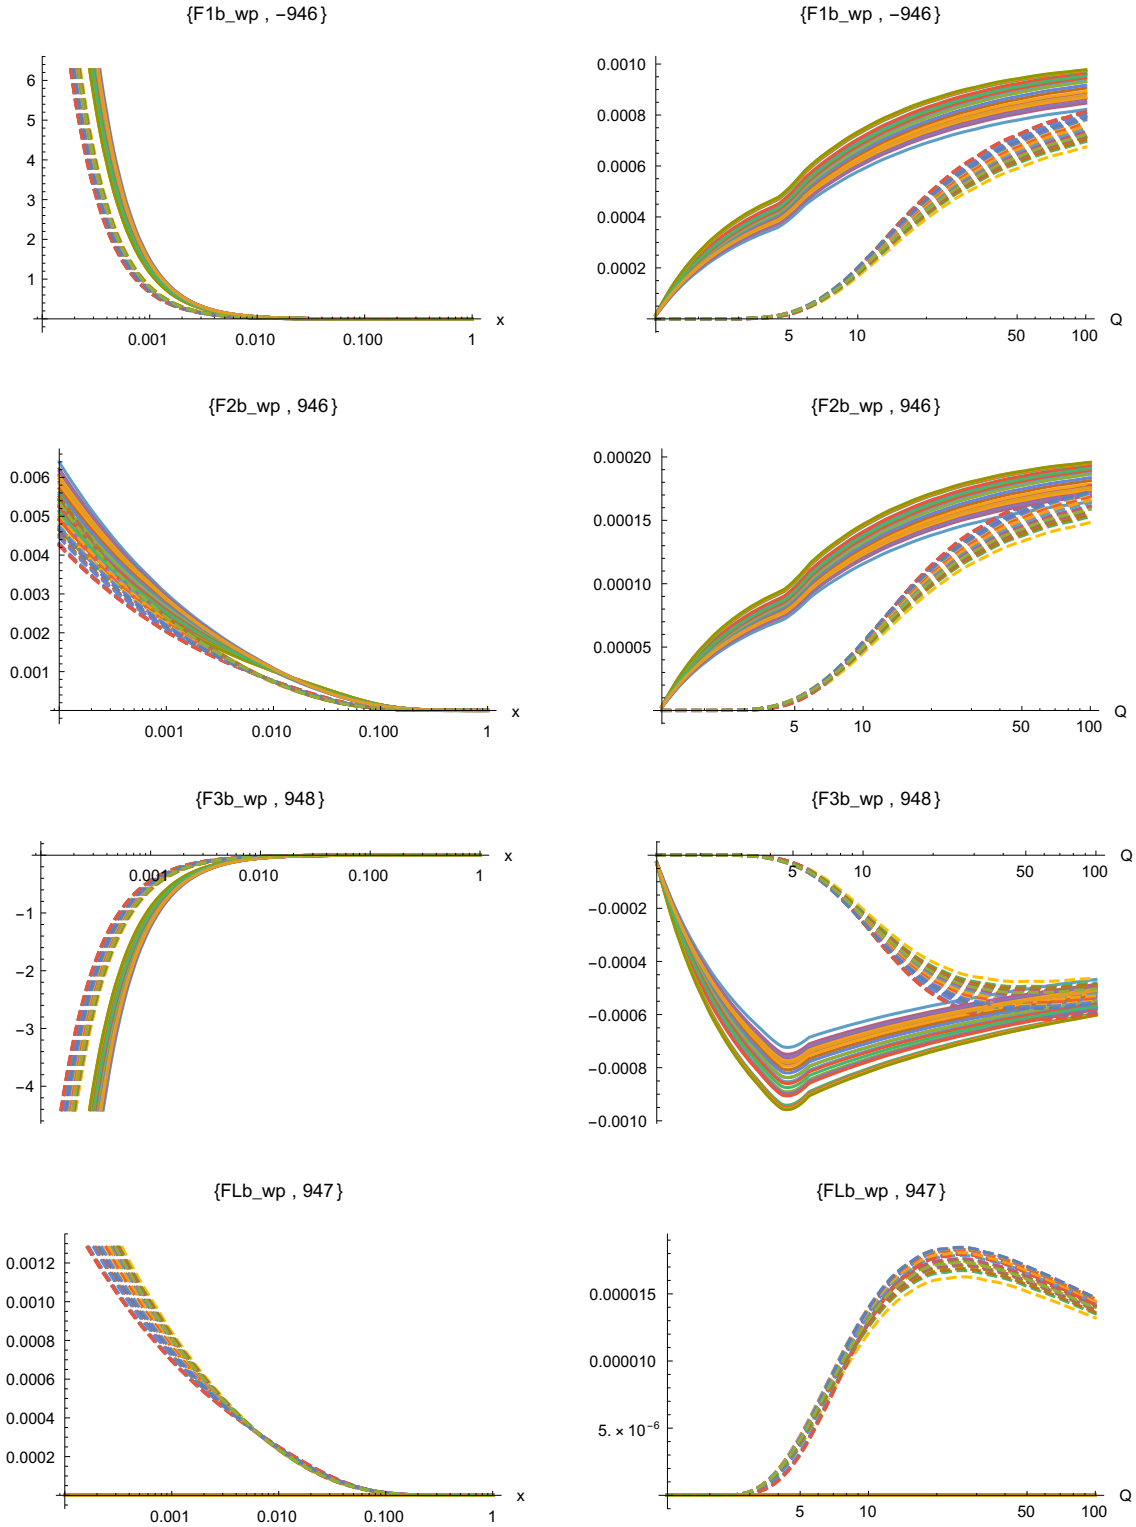 {F1b_wp , −946} {F1b_wp , −946}
6
5
4
3
2
1
0.001 0.010 0.100 1 x
0.0010
0.0008
0.0006
0.0004
0.0002
5 10 50 100 Q
{F2b_wp , 946} {F2b_wp , 946}
0.006
0.005
0.004
0.003
0.002
0.001
0.001 0.010 0.100 1 x
0.00020
0.00015
0.00010
0.00005
5 10 50 100 Q
{F3b_wp , 948} {F3b_wp , 948}
x
0.001 0.010 0.100 1
−1
−2
−3
−4
Q
5 10 50 100
−0.0002
−0.0004
−0.0006
−0.0008
−0.0010
{FLb_wp , 947} {FLb_wp , 947}
0.0012
0.0010
0.0008
0.0006
0.0004
0.0002
0.001 0.010 0.100 1 x
0.000015
0.000010
5. × 10⁻⁶
5 10 50 100 Q